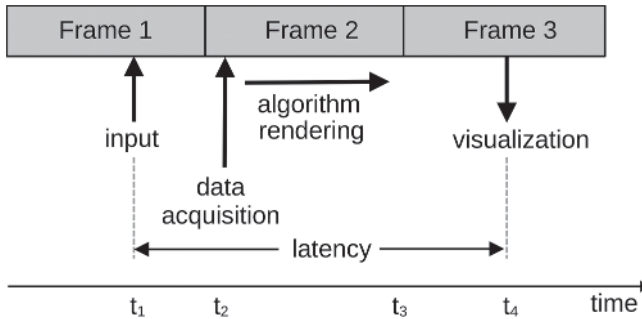 Frame 1 Frame 2 Frame 3
algorithm
rendering
input
visualization
data
acquisition
latency
t₁ t₂ t₃ t₄ time